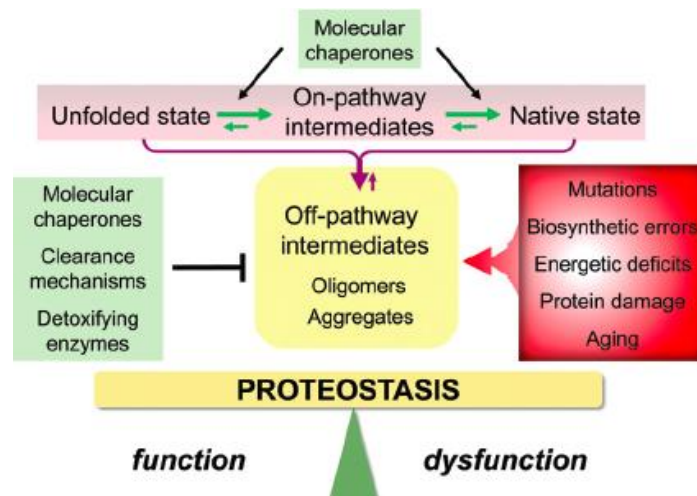 Molecular
chaperones
Unfolded state
On-pathway
intermediates
Native state
Molecular
chaperones
Clearance
mechanisms
Detoxifying
enzymes
Off-pathway
intermediates
Oligomers
Aggregates
Mutations
Biosynthetic errors
Energetic deficits
Protein damage
Aging
PROTEOSTASIS
function
dysfunction